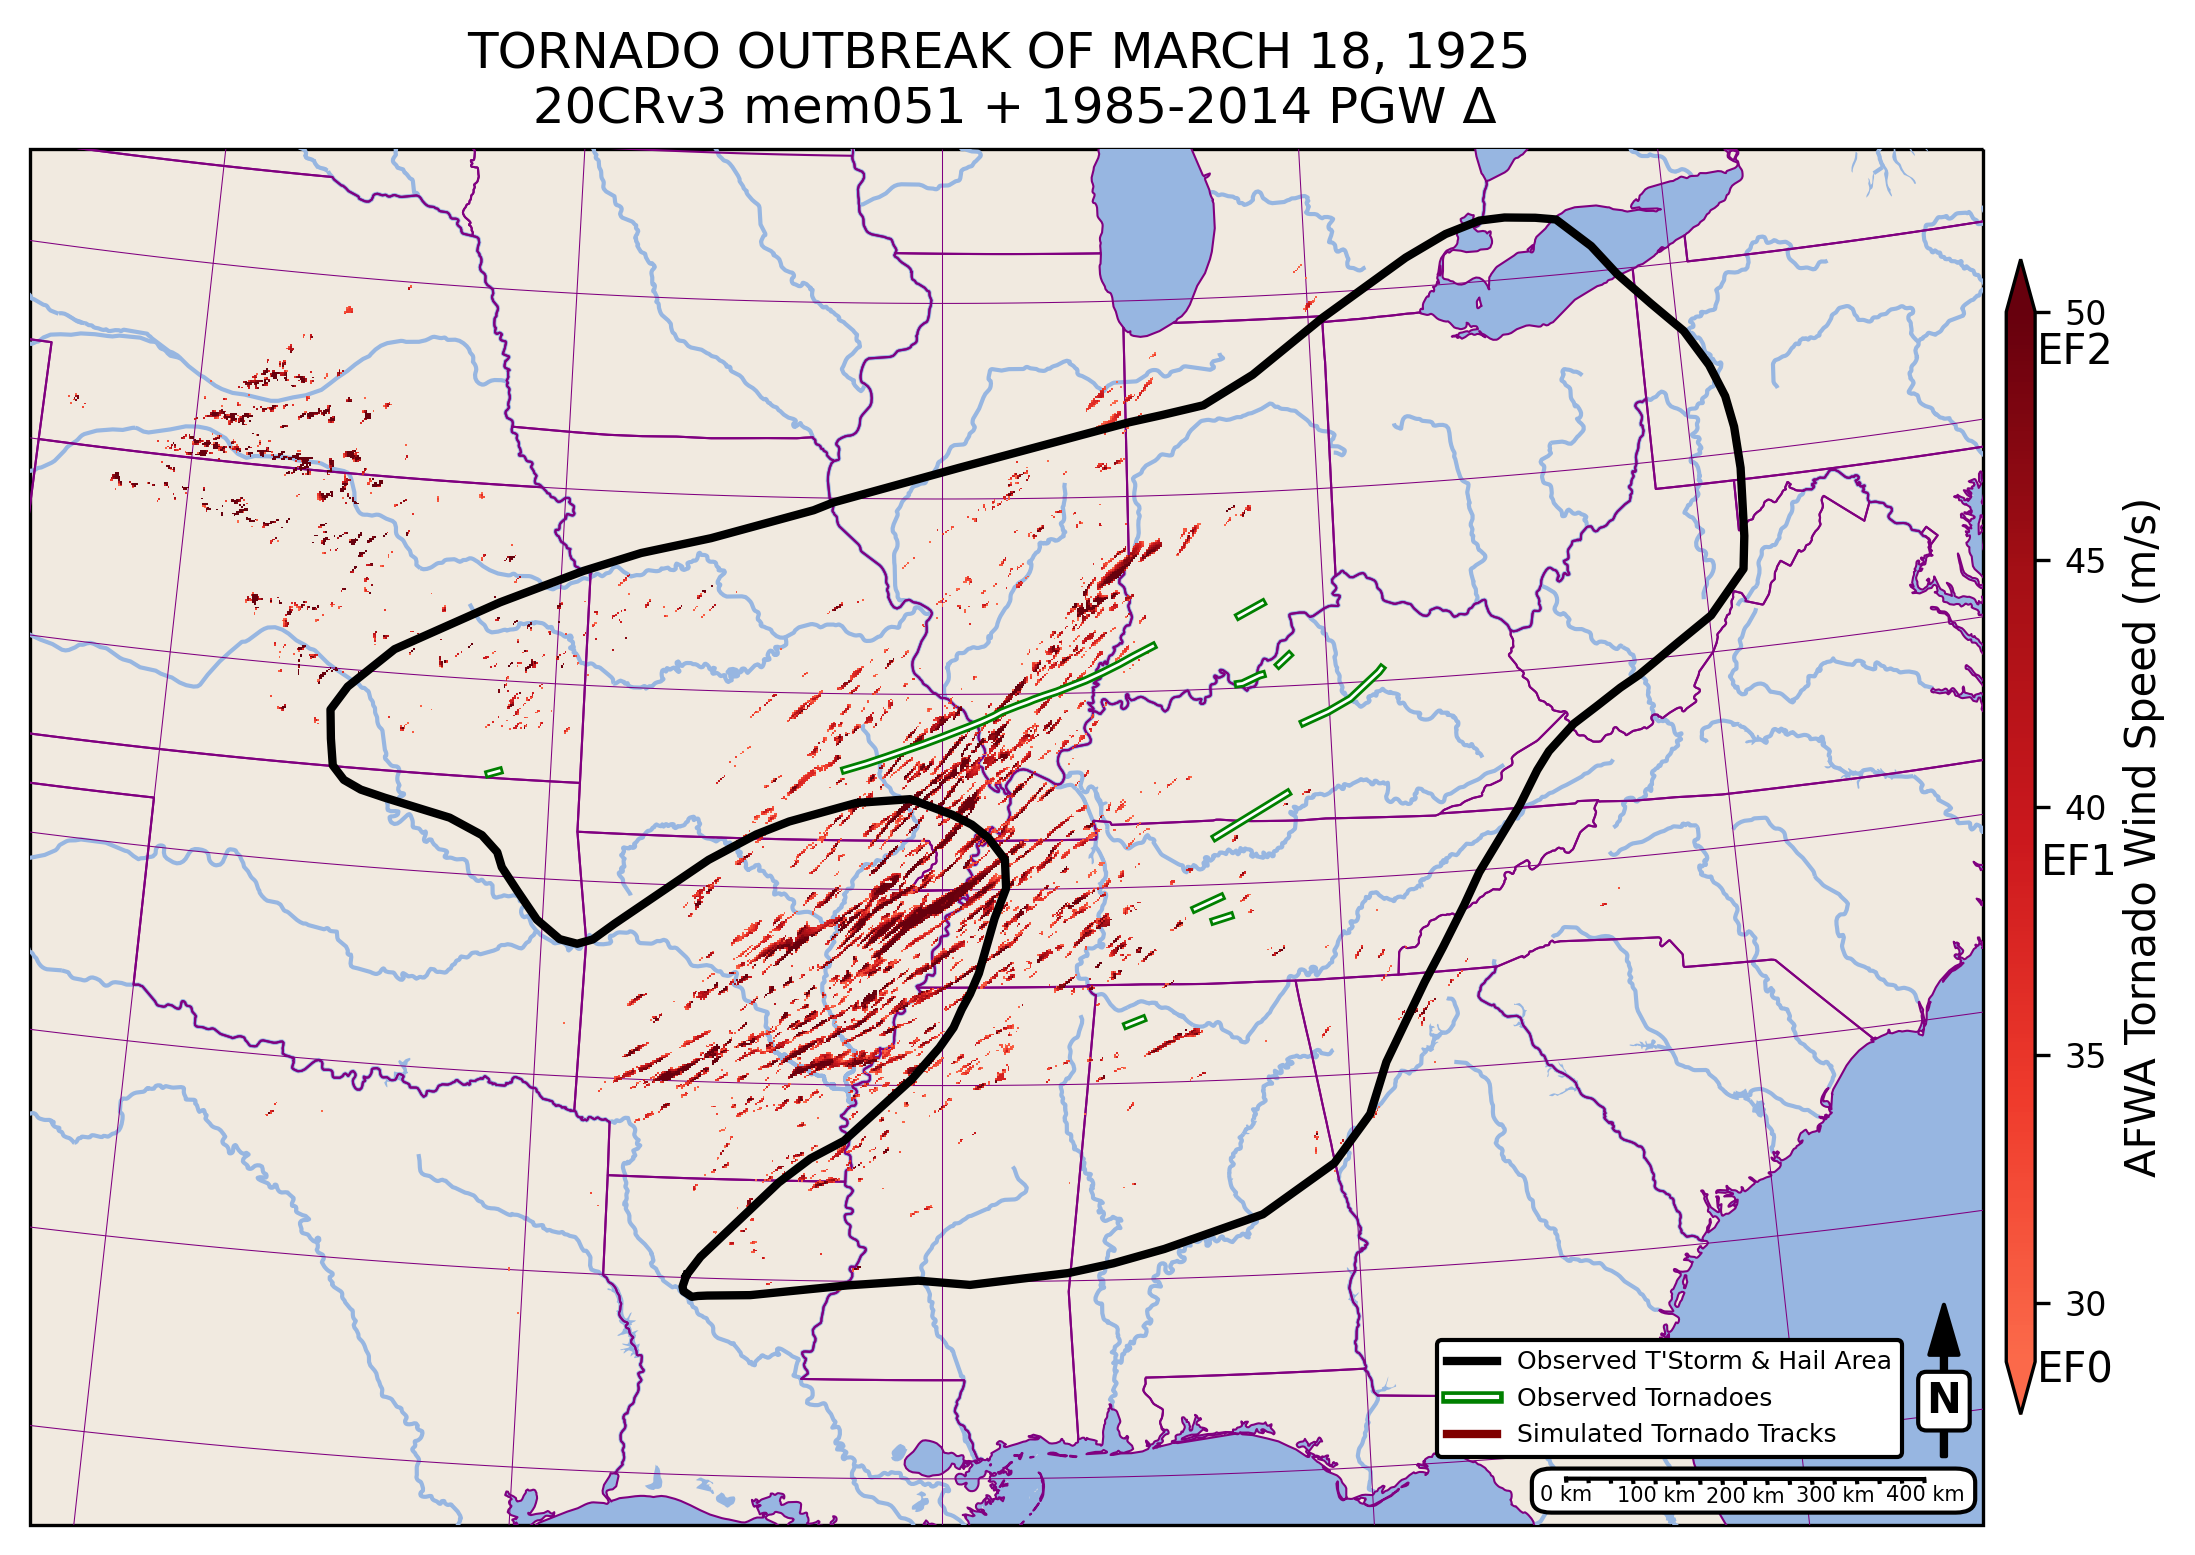 TORNADO OUTBREAK OF MARCH 18, 1925
20CRv3 mem051 + 1985-2014 PGW Δ
50
EF2
45
40
EF1
35
30
EF0
AFWA Tornado Wind Speed (m/s)
Observed T'Storm & Hail Area
Observed Tornadoes
Simulated Tornado Tracks
N
0 km 100 km 200 km 300 km 400 km